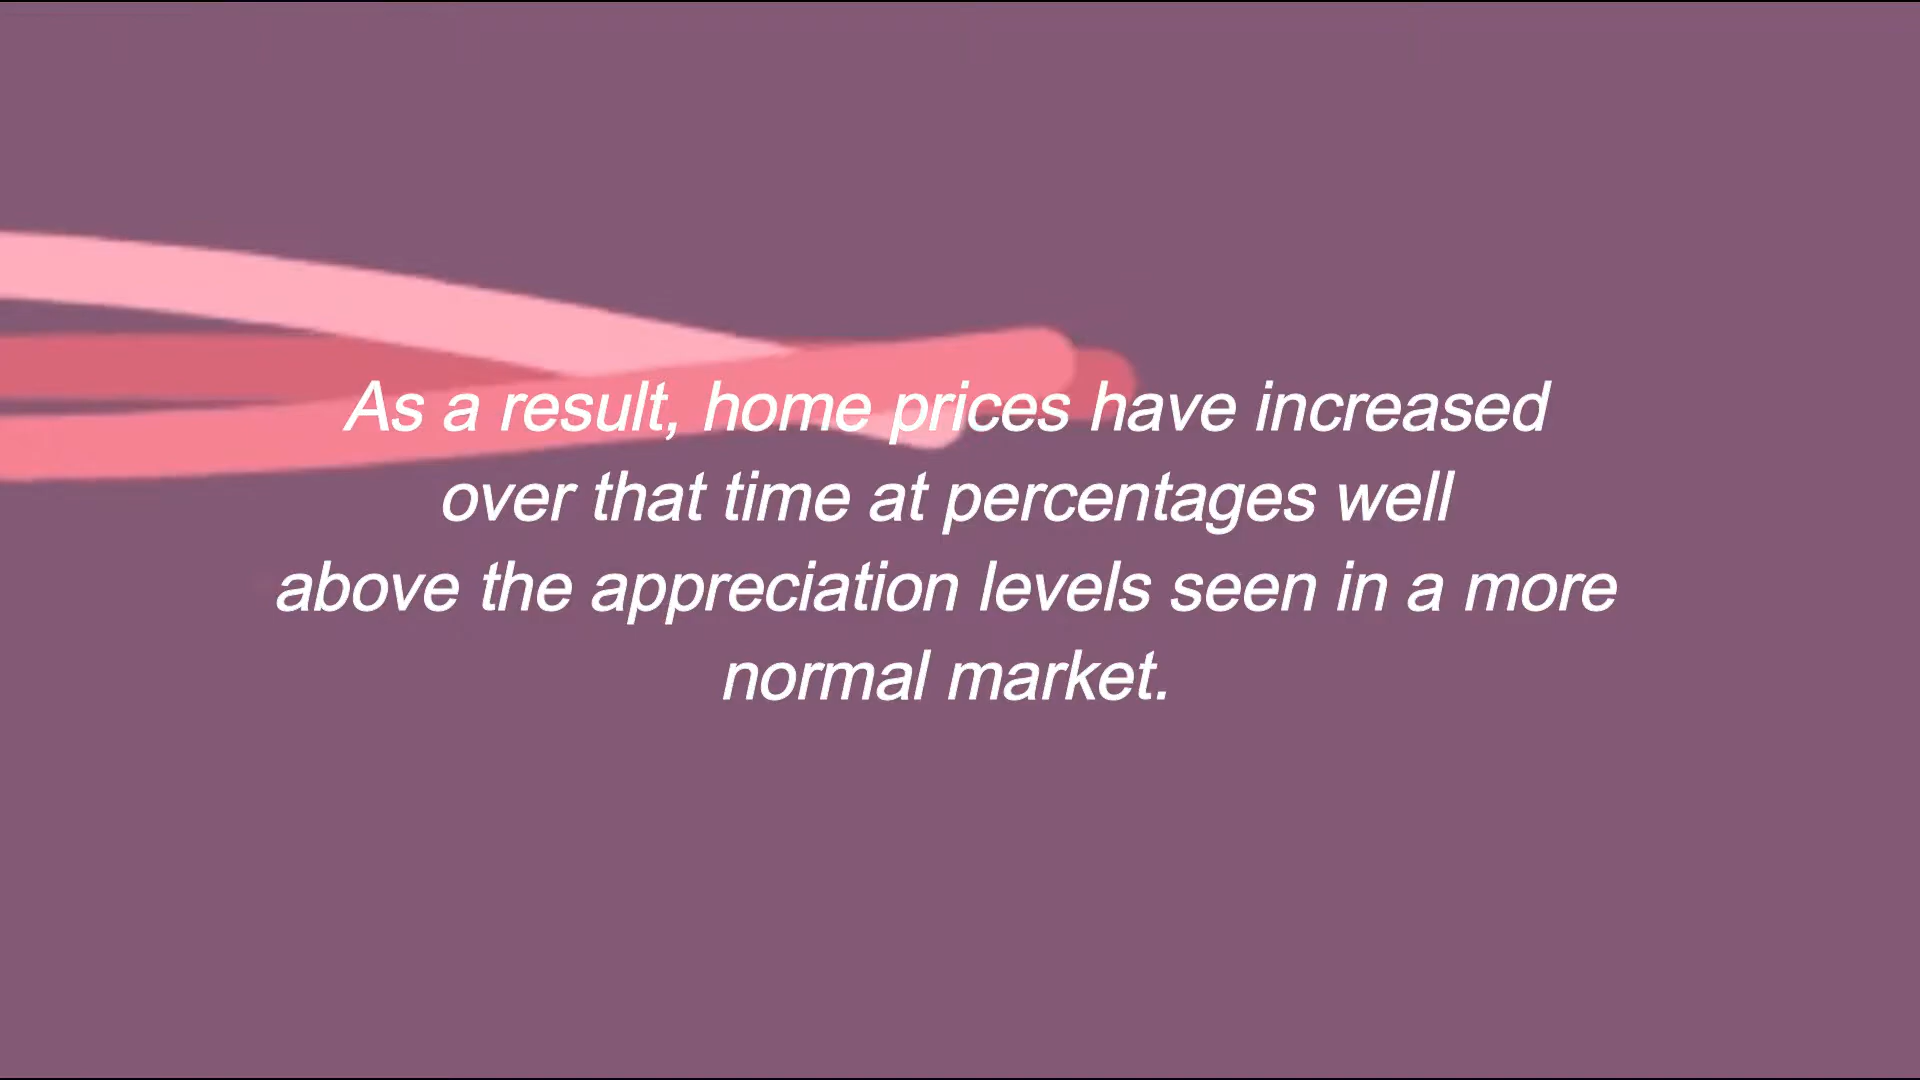 As a result, home prices have increased
over that time at percentages well
above the appreciation levels seen in a more
normal market.